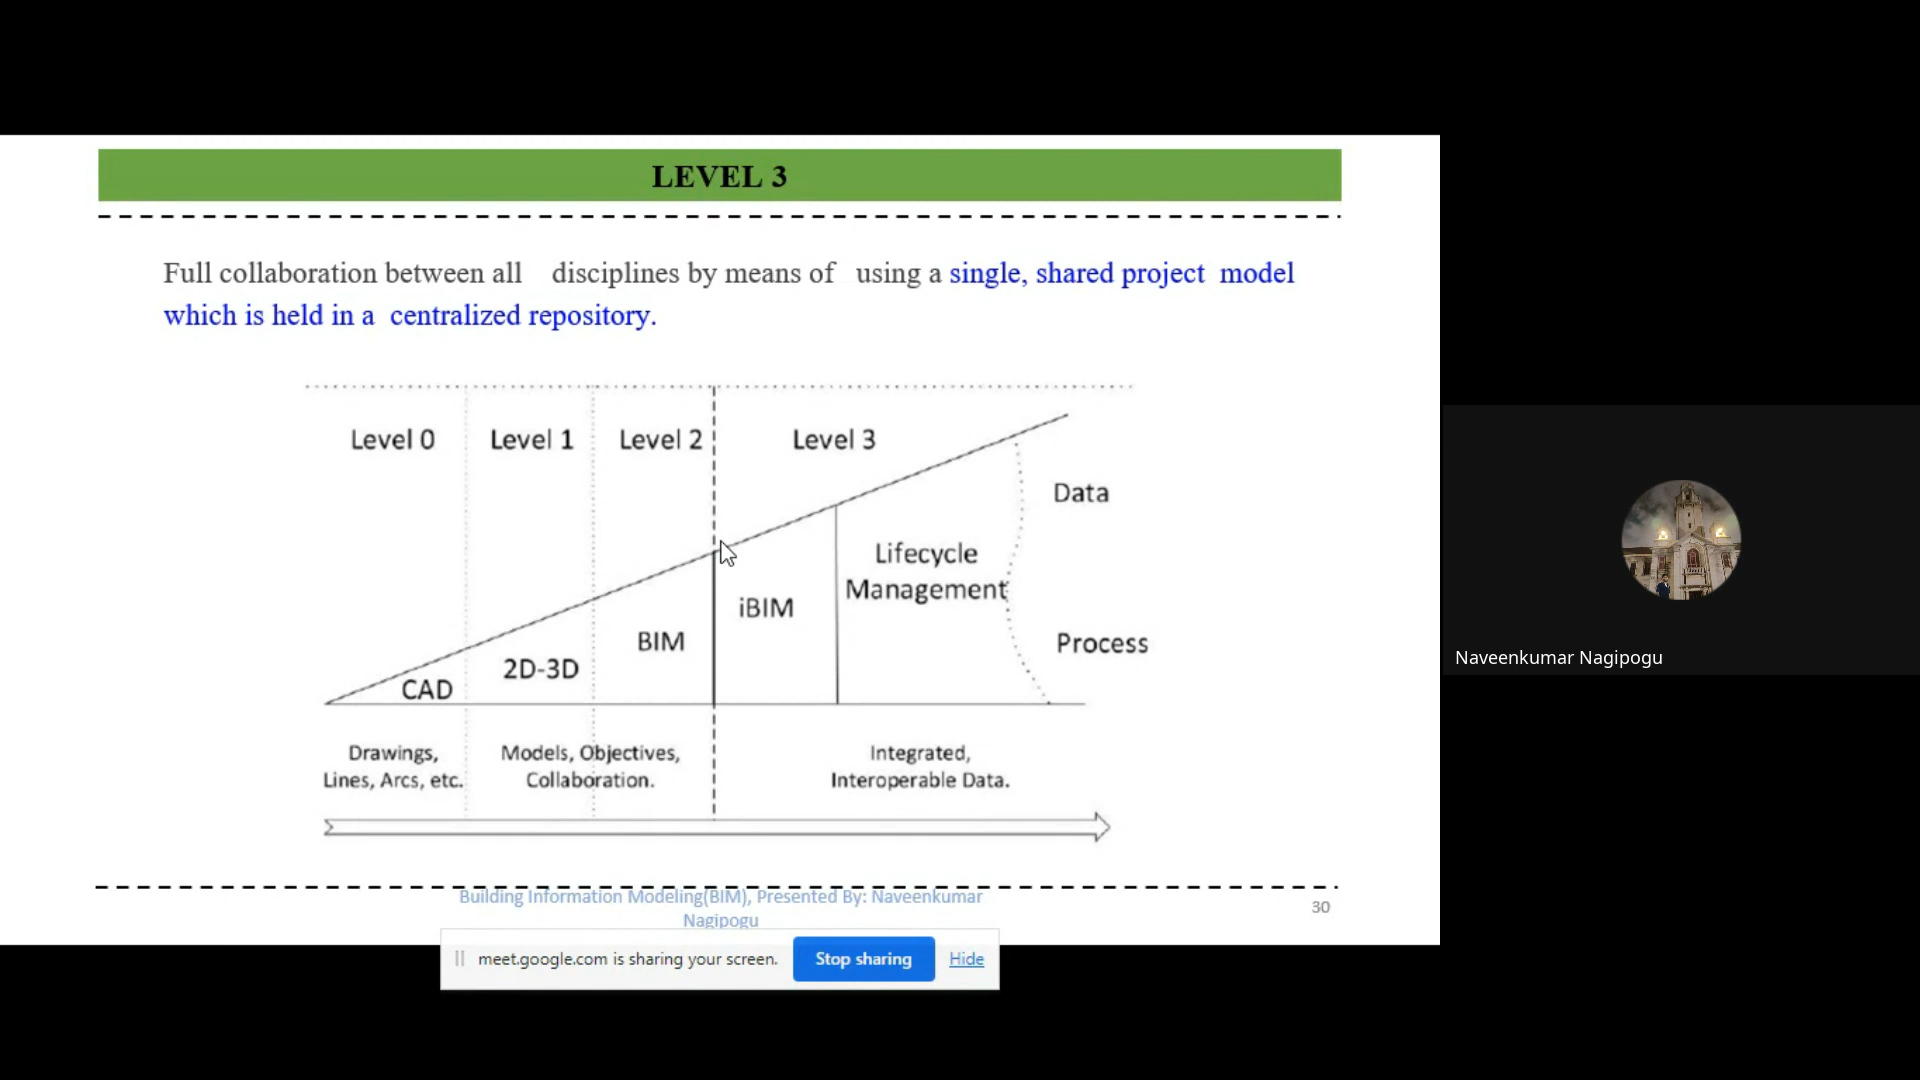 LEVEL 3
Full collaboration between all disciplines by means of using a single, shared project model
which is held in a centralized repository.
Level 0 Level 1 Level 2 Level 3
Data
Lifecycle
Management
iBIM
BIM
Process
2D-3D
CAD
Drawings,
Lines, Arcs, etc.
Models, Objectives,
Collaboration.
Integrated,
Interoperable Data.
Building Information Modeling(BIM), Presented By: Naveenkumar
Nagipogu
30
meet.google.com is sharing your screen. Stop sharing Hide
Naveenkumar Nagipogu